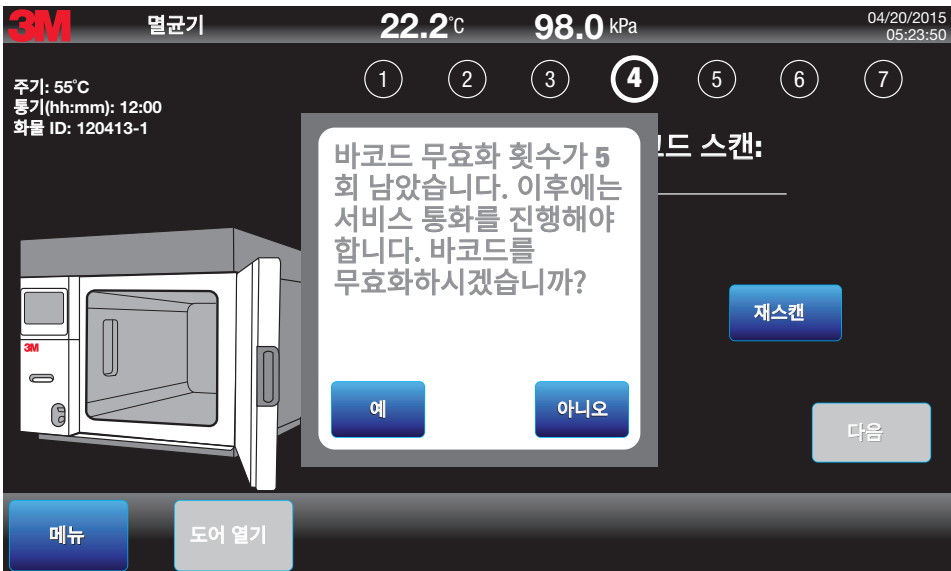 3M 멸균기 22.2°C 98.0 kPa 04/20/2015
05:23:50
주기: 55°C
통기(hh:mm): 12:00
화물 ID: 120413-1
1 2 3 4 5 6 7
코드 스캔:
바코드 무효화 횟수가 5
회 남았습니다. 이후에는
서비스 통화를 진행해야
합니다. 바코드를
무효화하시겠습니까?
예 아니오
재스캔
다음
3M
메뉴 도어 열기